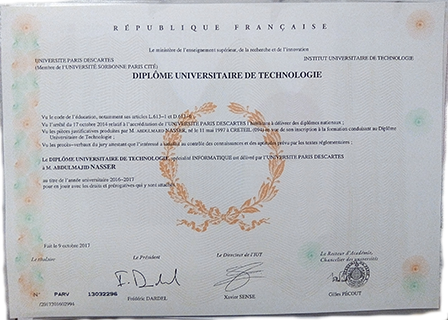 RÉPUBLIQUE FRANÇAISE
Le ministère de l'enseignement supérieur, de la recherche et de l'innovation
UNIVERSITE PARIS DESCARTES
INSTITUT UNIVERSITAIRE DE TECHNOLOGIE
(Membre de l'UNIVERSITÉ SORBONNE PARIS CITÉ)
DIPLÔME UNIVERSITAIRE DE TECHNOLOGIE
Vu le code de l'éducation, notamment ses articles L.613-1 et D.613-6 ;
Vu l'arrêté du 17 octobre 2014 relatif à l'accréditation de l'UNIVERSITÉ PARIS DESCARTES l'habilitant à délivrer des diplômes nationaux ;
Vu les pièces justificatives produites par M. ABDULMAJID NASSER, né le 11 mai 1997 à CRETEIL (094) en vue de son inscription à la formation conduisant au Diplôme
Universitaire de Technologie ;
Vu les procès-verbaux du jury attestant que l'intéressé a satisfait au contrôle des connaissances et des aptitudes prévu par les textes réglementaires ;
Le DIPLÔME UNIVERSITAIRE DE TECHNOLOGIE, spécialité INFORMATIQUE est délivré par l'UNIVERSITE PARIS DESCARTES
à M. ABDULMAJID NASSER
au titre de l'année universitaire 2016-2017
pour en jouir avec les droits et prérogatives qui y sont attachés.
Fait le 9 octobre 2017
Le titulaire
Le Président
Le Directeur de l'IUT
Le Recteur d'Académie,
Chancelier des universités
N° PARV 13032296
Frédéric DARDEL
Xavier SENSE
Gilles PÉCOUT